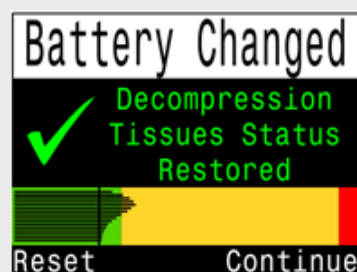 Battery Changed
Decompression
Tissues Status
Restored
Reset Continue